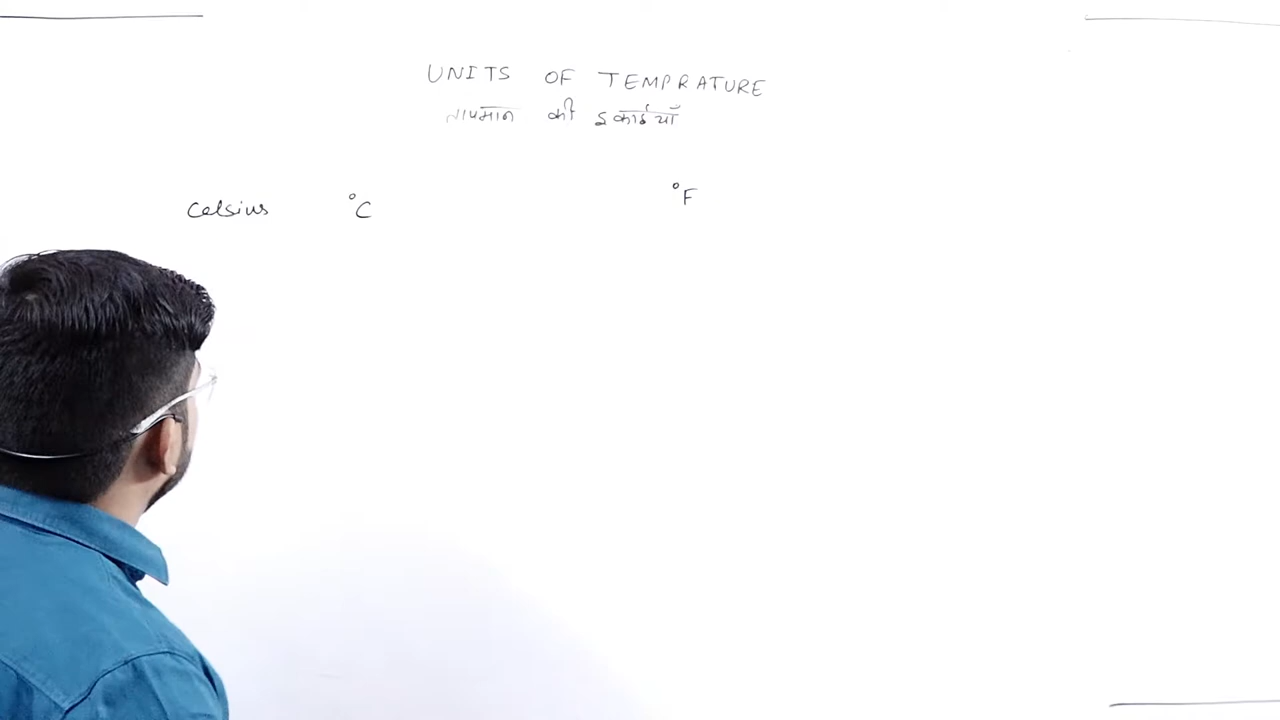 UNITS OF TEMPRATURE
तापमान की इकाईयाँ
Celsius °C °F